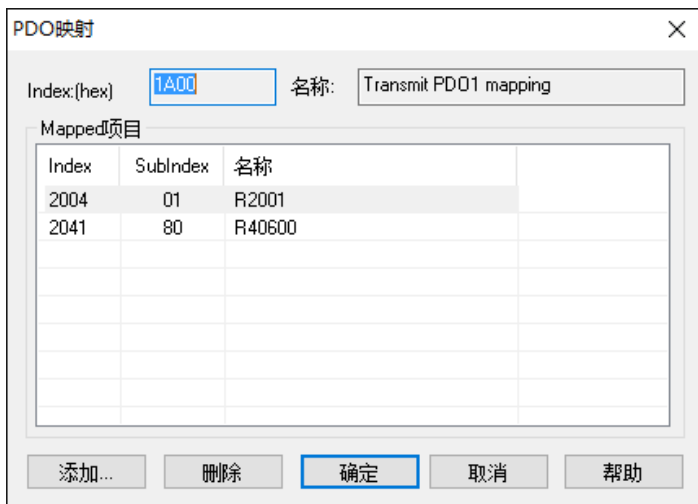 PDO映射
Index:(hex) 1A00 名称: Transmit PDO1 mapping
Mapped项目
Index SubIndex 名称
2004 01 R2001
2041 80 R40600
添加... 删除 确定 取消 帮助